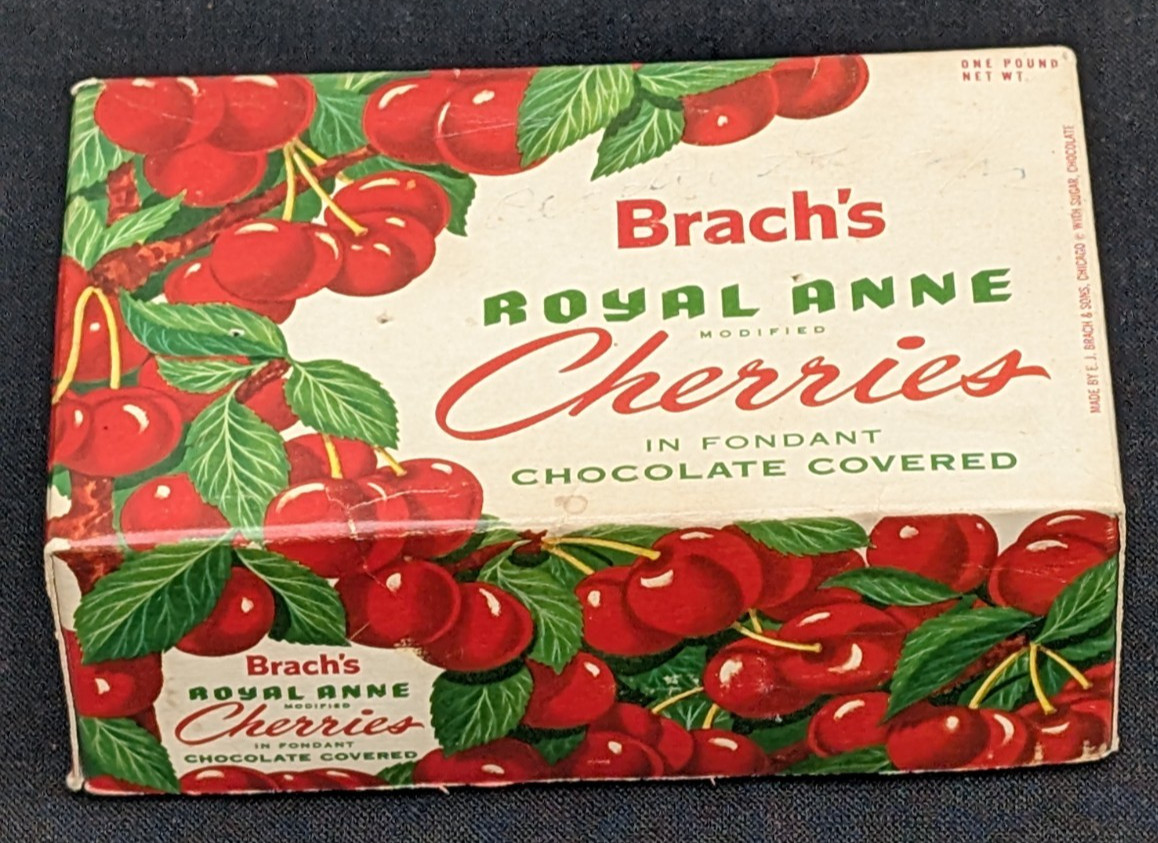 ONE POUND
NET WT.
Brach's
ROYAL ANNE
MODIFIED
Cherries
IN FONDANT
CHOCOLATE COVERED
MADE BY E. J. BRACH & SONS, CHICAGO WITH SUGAR, CHOCOLATE
Brach's
ROYAL ANNE
MODIFIED
Cherries
IN FONDANT
CHOCOLATE COVERED